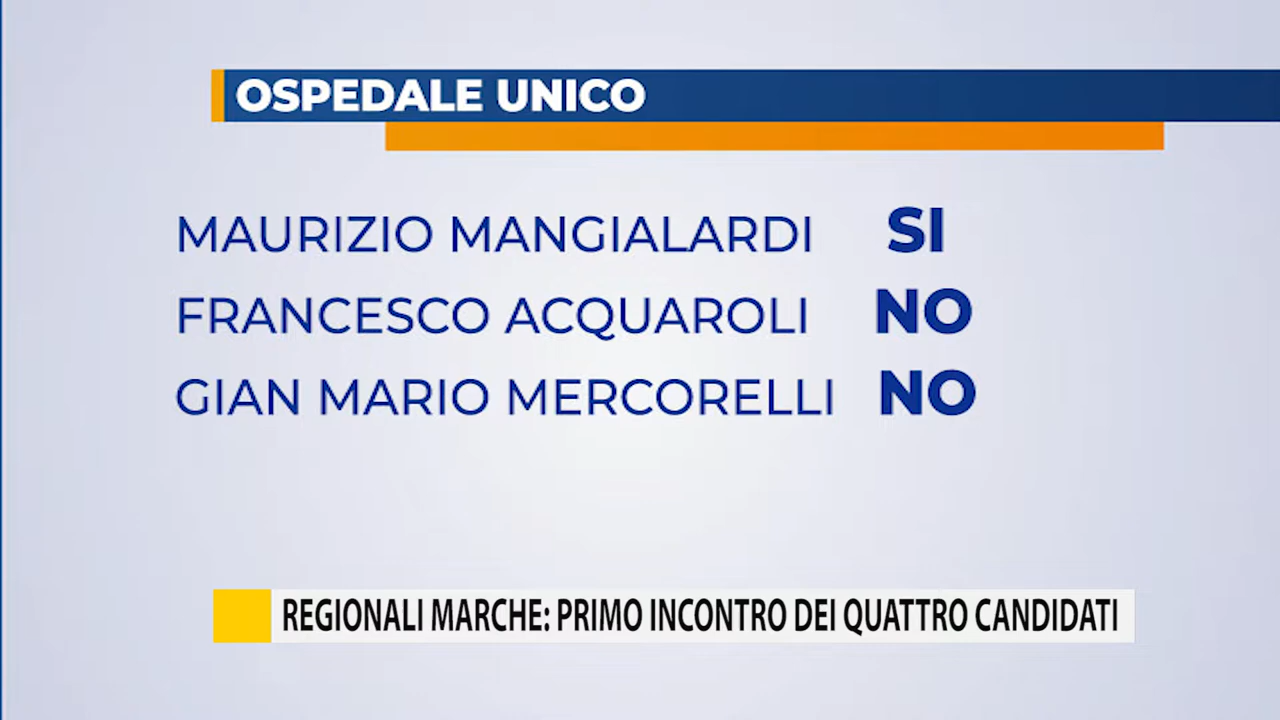 OSPEDALE UNICO
MAURIZIO MANGIALARDI SI
FRANCESCO ACQUAROLI NO
GIAN MARIO MERCORELLI NO
REGIONALI MARCHE: PRIMO INCONTRO DEI QUATTRO CANDIDATI